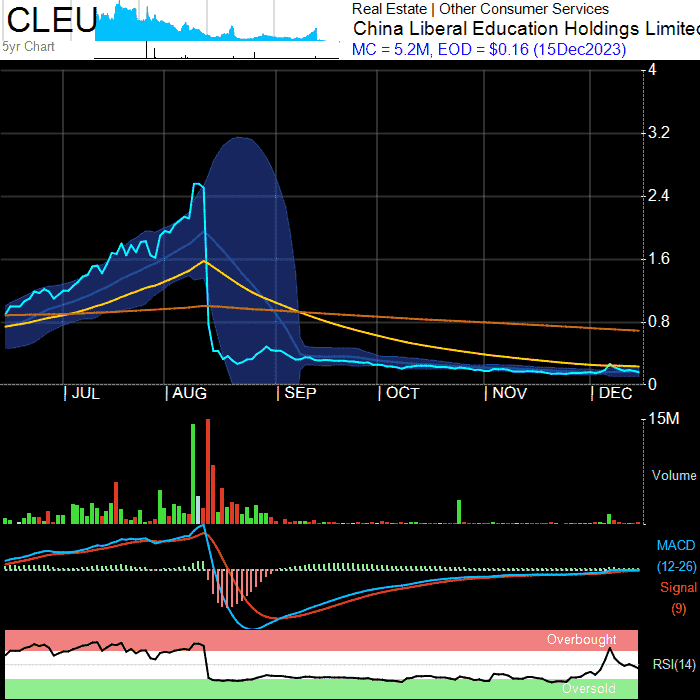 CLEU
5yr Chart
Real Estate | Other Consumer Services
China Liberal Education Holdings Limited
MC = 5.2M, EOD = $0.16 (15Dec2023)
4
3.2
2.4
1.6
0.8
0
JUL AUG SEP OCT NOV DEC
15M
Volume
MACD
(12-26)
Signal
(9)
Overbought
RSI(14)
Oversold